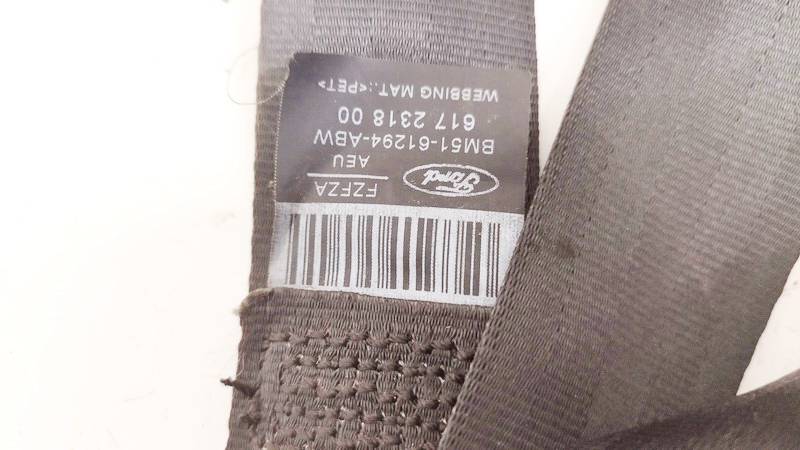 Ford
FZFZA
AEU
BM51-61294-ABW
617 2318 00
WEBBING MAT.:<PET>